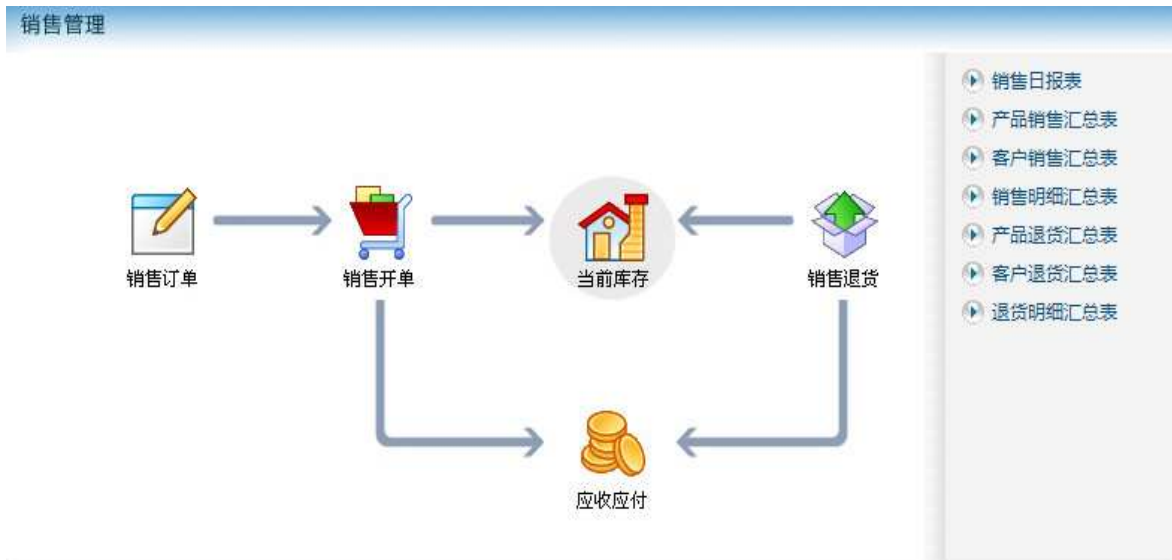 销售管理
销售订单
销售开单
当前库存
销售退货
应收应付
销售日报表
产品销售汇总表
客户销售汇总表
销售明细汇总表
产品退货汇总表
客户退货汇总表
退货明细汇总表